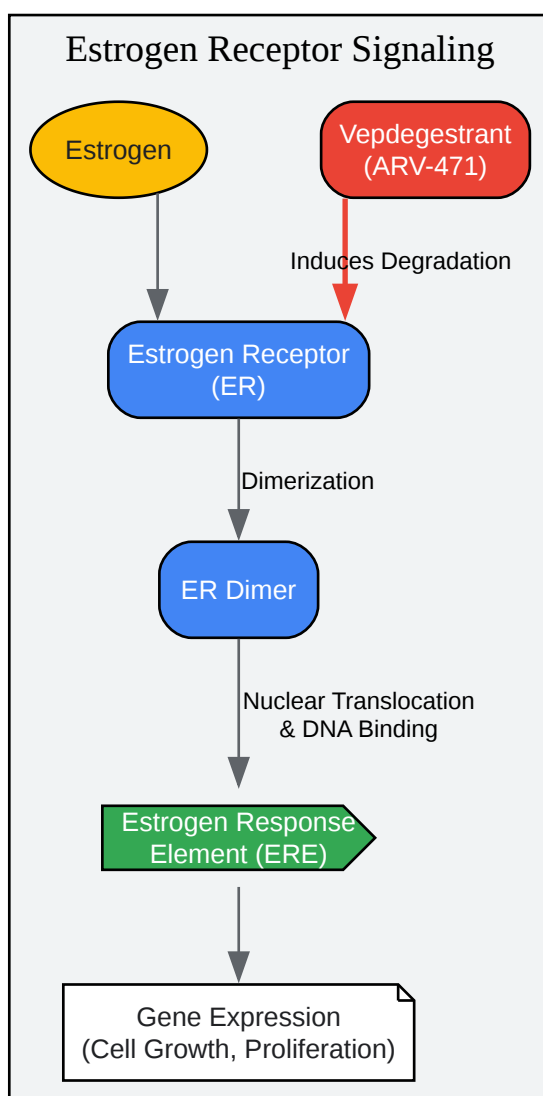 Estrogen Receptor Signaling
Estrogen
Vepdegestrant
(ARV-471)
Induces Degradation
Estrogen Receptor
(ER)
Dimerization
ER Dimer
Nuclear Translocation
& DNA Binding
Estrogen Response
Element (ERE)
Gene Expression
(Cell Growth, Proliferation)